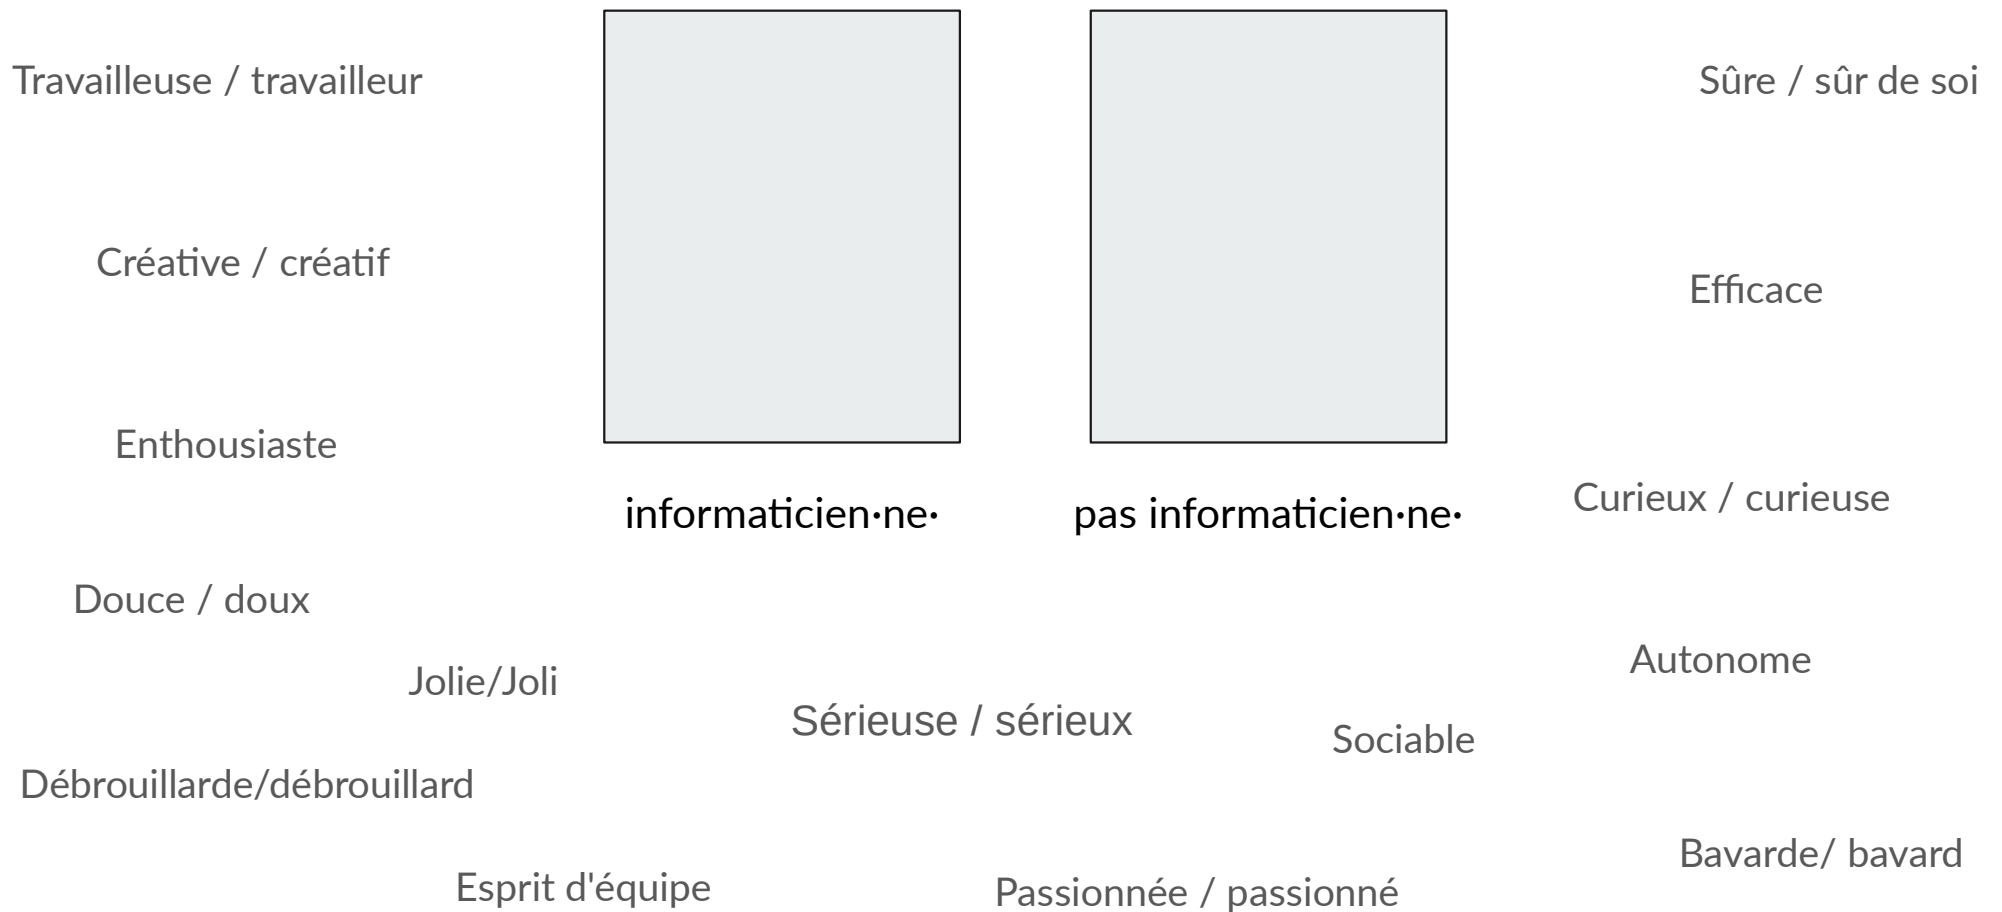 Travailleuse / travailleur
Sûre / sûr de soi
Créative / créatif
Efficace
Enthousiaste
Curieux / curieuse
informaticien·ne·
pas informaticien·ne·
Douce / doux
Autonome
Jolie/Joli
Sérieuse / sérieux
Sociable
Débrouillarde/débrouillard
Bavarde/ bavard
Esprit d'équipe
Passionnée / passionné